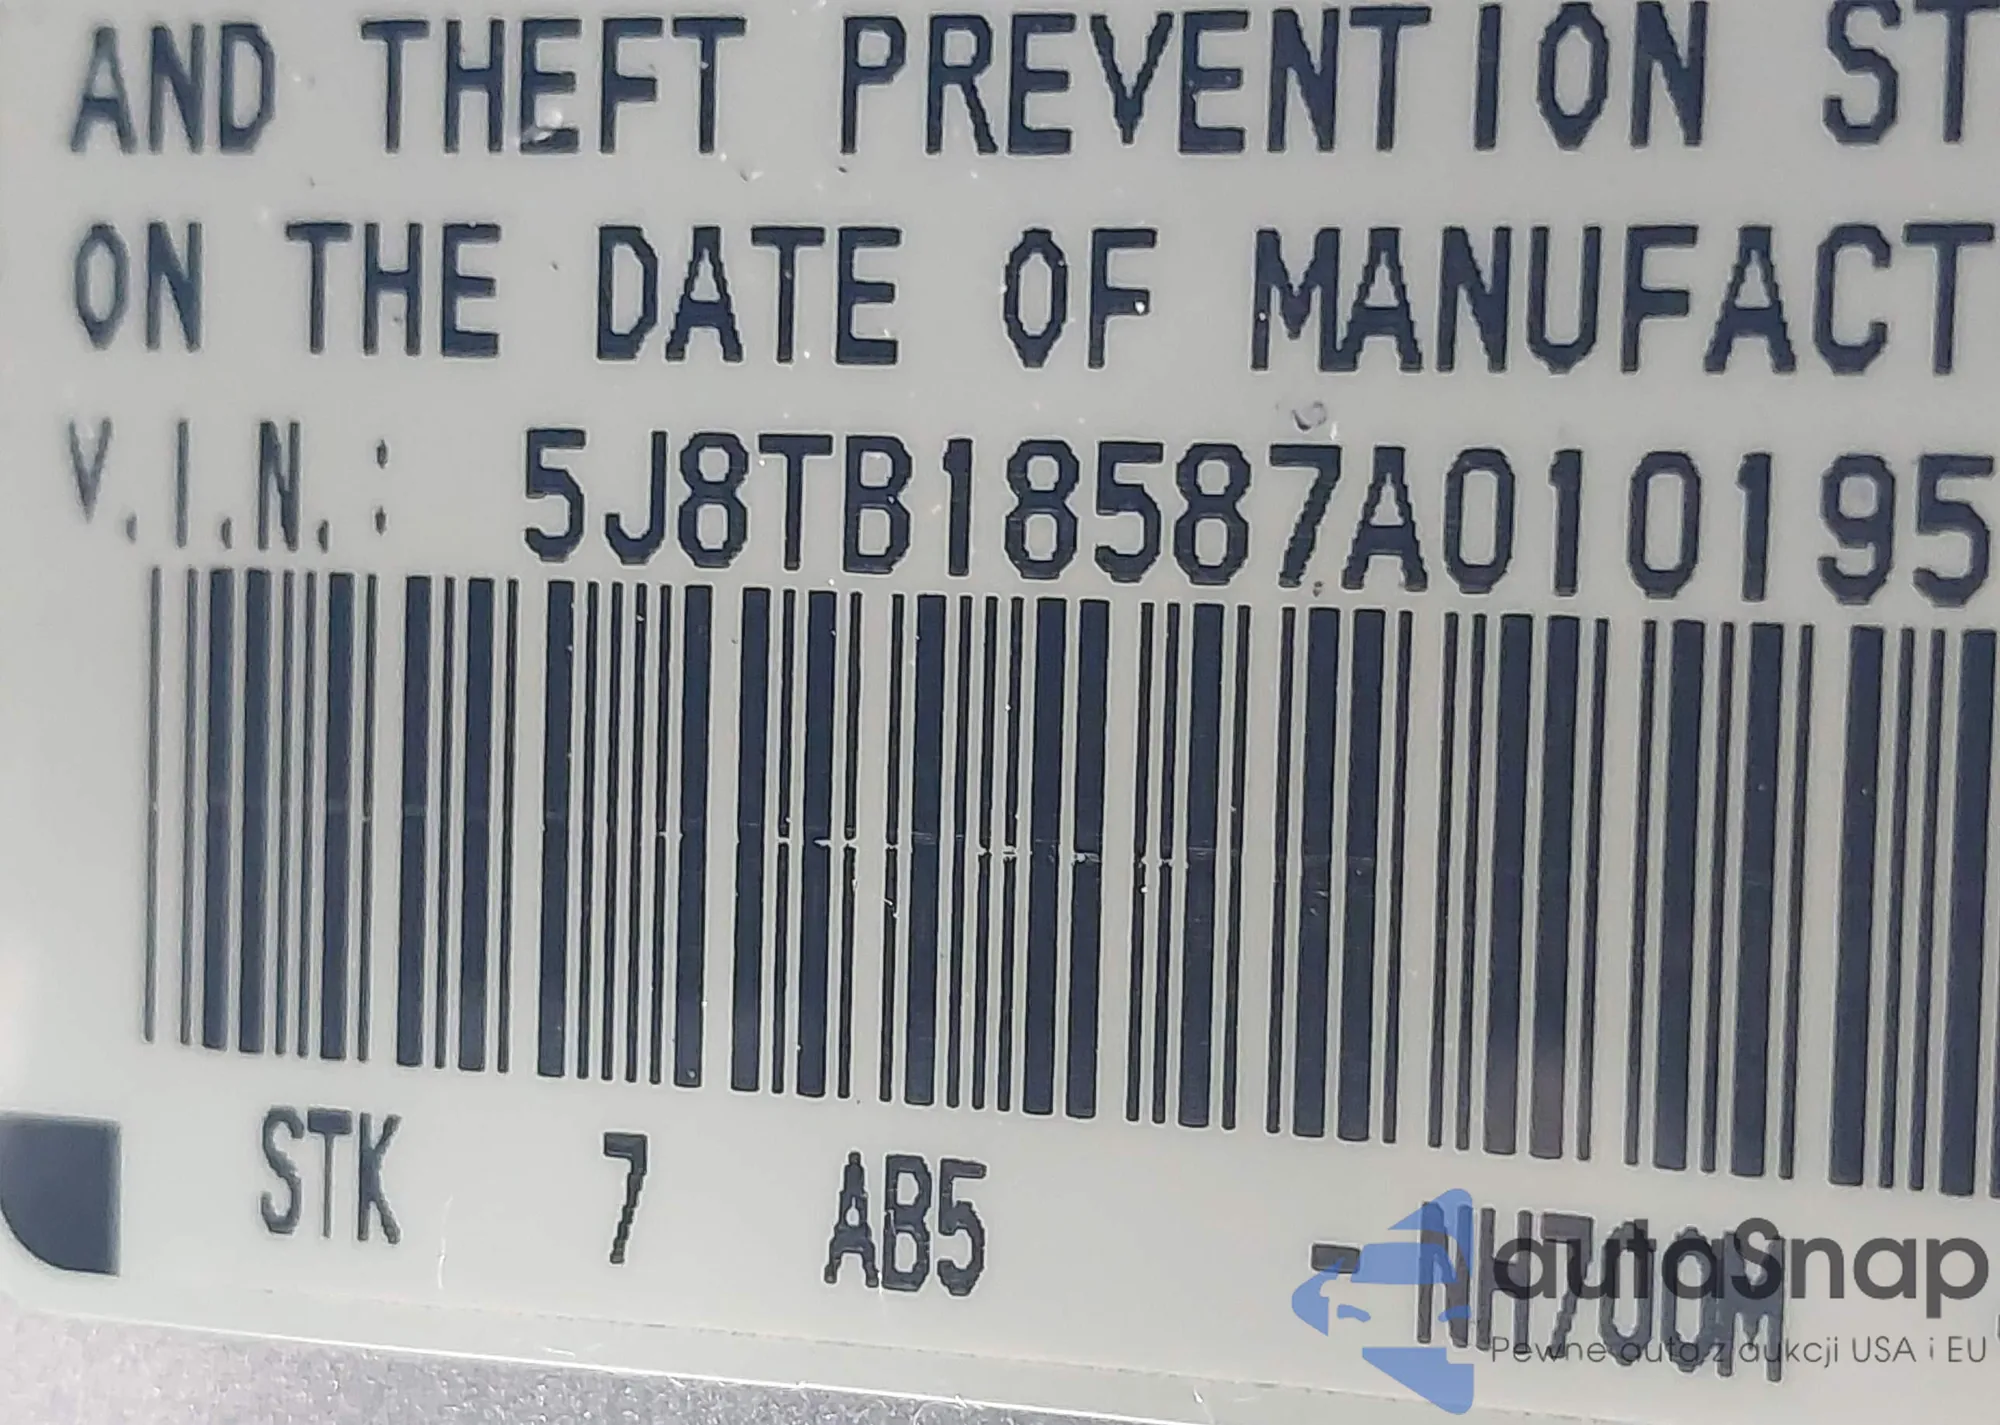 AND THEFT PREVENTION ST
ON THE DATE OF MANUFACT
V.I.N.: 5J8TB18587A010195
STK 7 AB5 - NH700M
autoSnap
Pewne auta z aukcji USA i EU